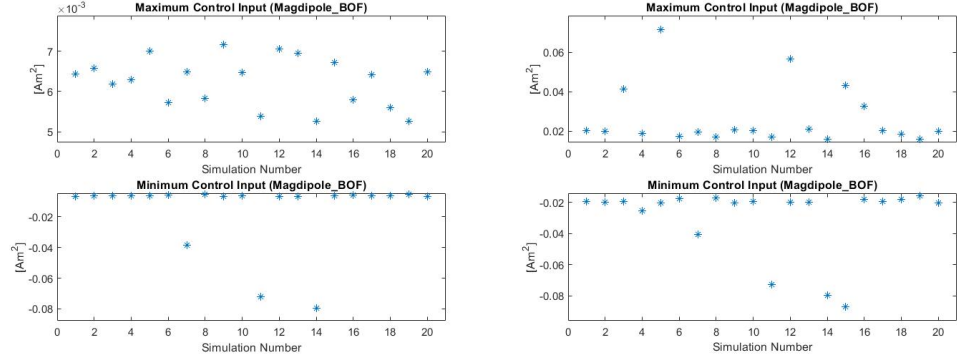 Maximum Control Input (Magdipole_BOF)
×10⁻³
7
6
5
[Am²]
0 2 4 6 8 10 12 14 16 18 20
Simulation Number
Minimum Control Input (Magdipole_BOF)
-0.02
-0.04
-0.06
-0.08
[Am²]
0 2 4 6 8 10 12 14 16 18 20
Simulation Number
Maximum Control Input (Magdipole_BOF)
0.06
0.04
0.02
[Am²]
0 2 4 6 8 10 12 14 16 18 20
Simulation Number
Minimum Control Input (Magdipole_BOF)
-0.02
-0.04
-0.06
-0.08
[Am²]
0 2 4 6 8 10 12 14 16 18 20
Simulation Number